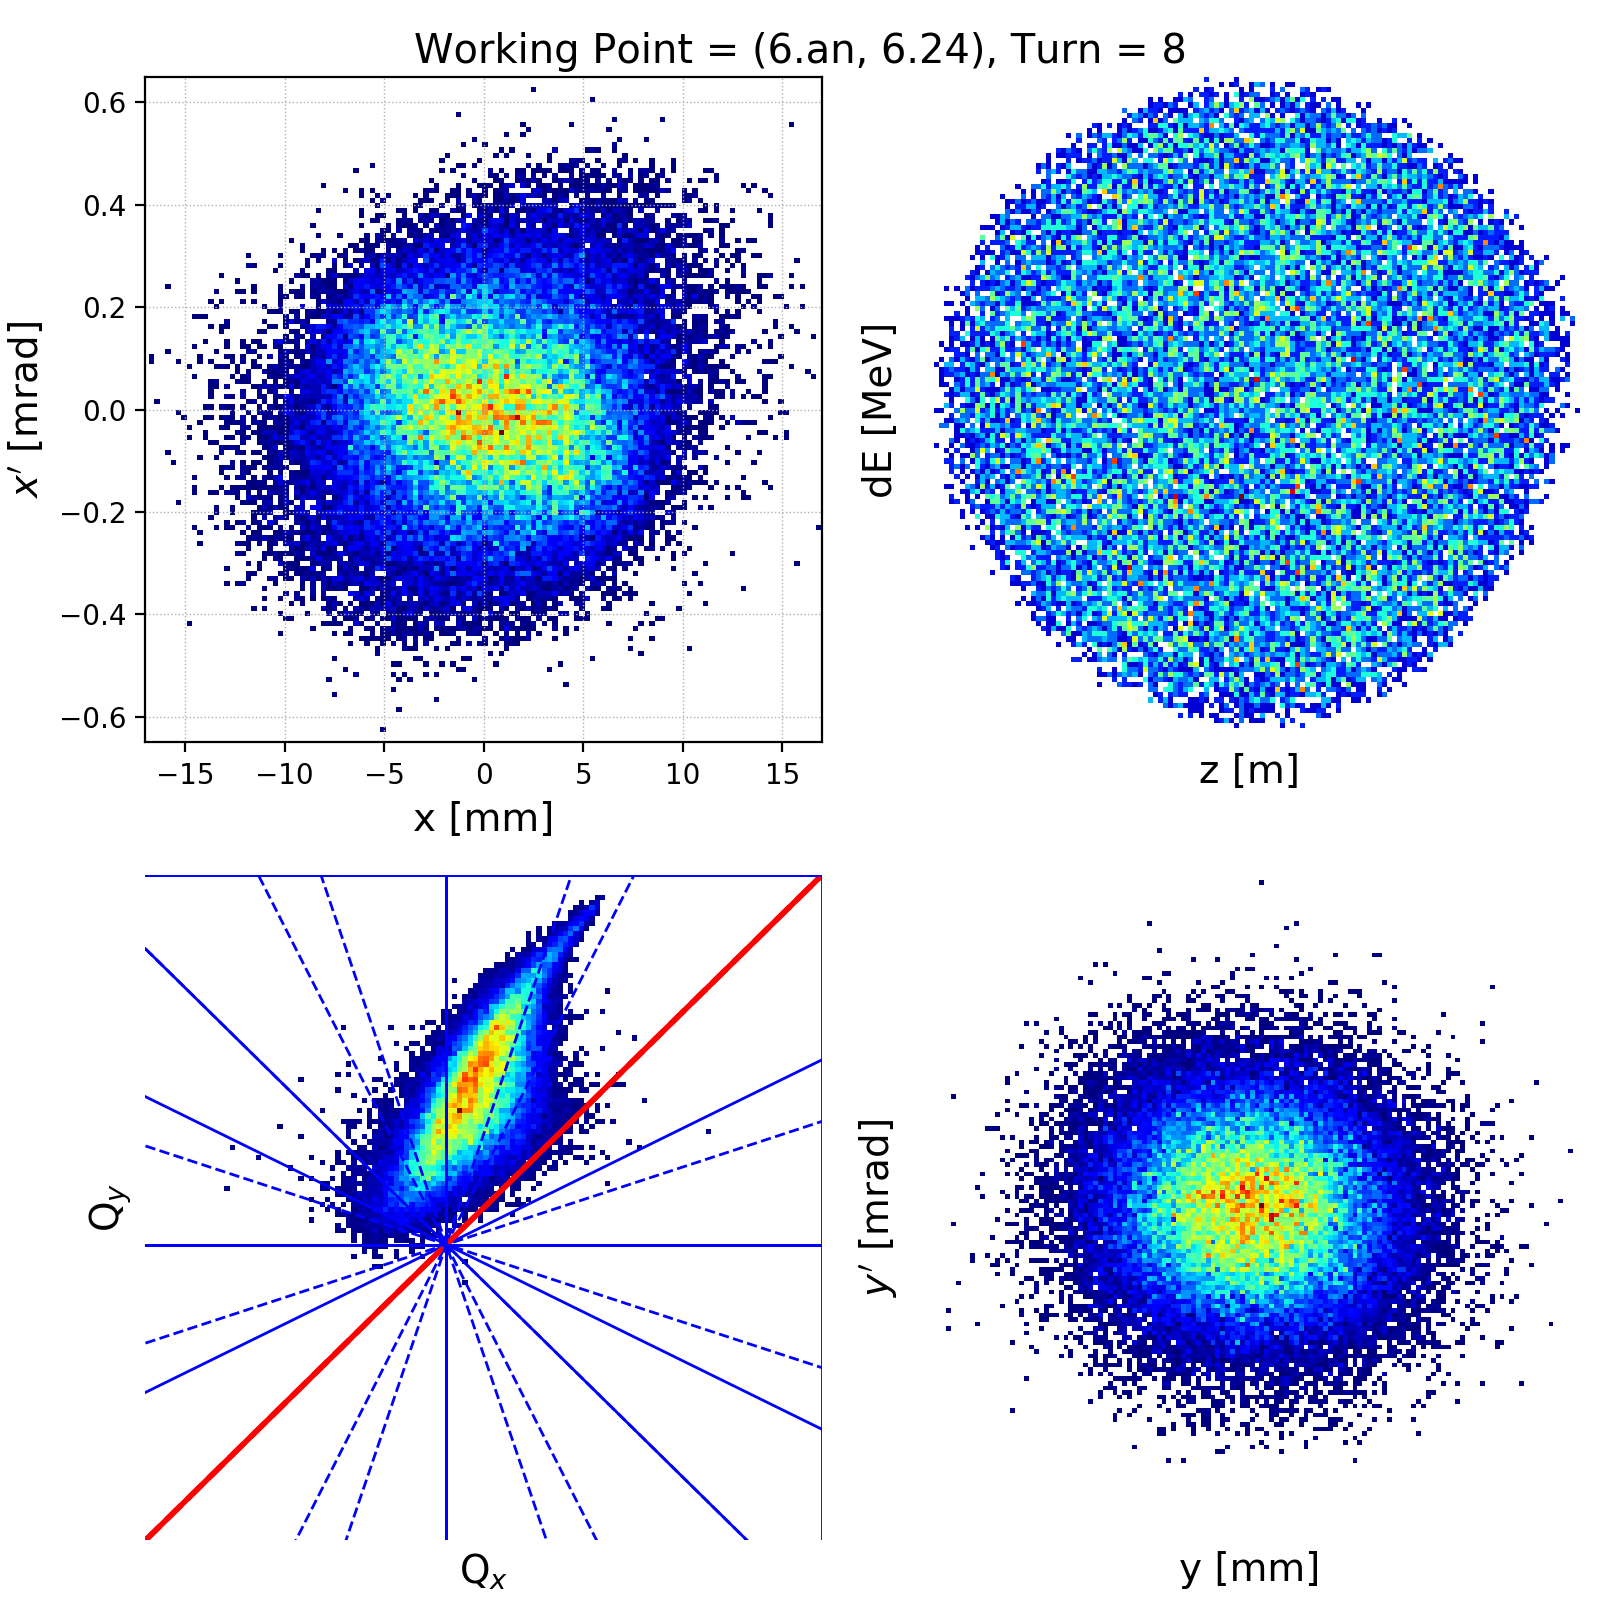 Working Point = (6.an, 6.24), Turn = 8
0.6
0.4
0.2
0.0
−0.2
−0.4
−0.6
x′ [mrad]
−15 −10 −5 0 5 10 15
x [mm]
dE [MeV]
z [m]
Qy
Qx
y′ [mrad]
y [mm]